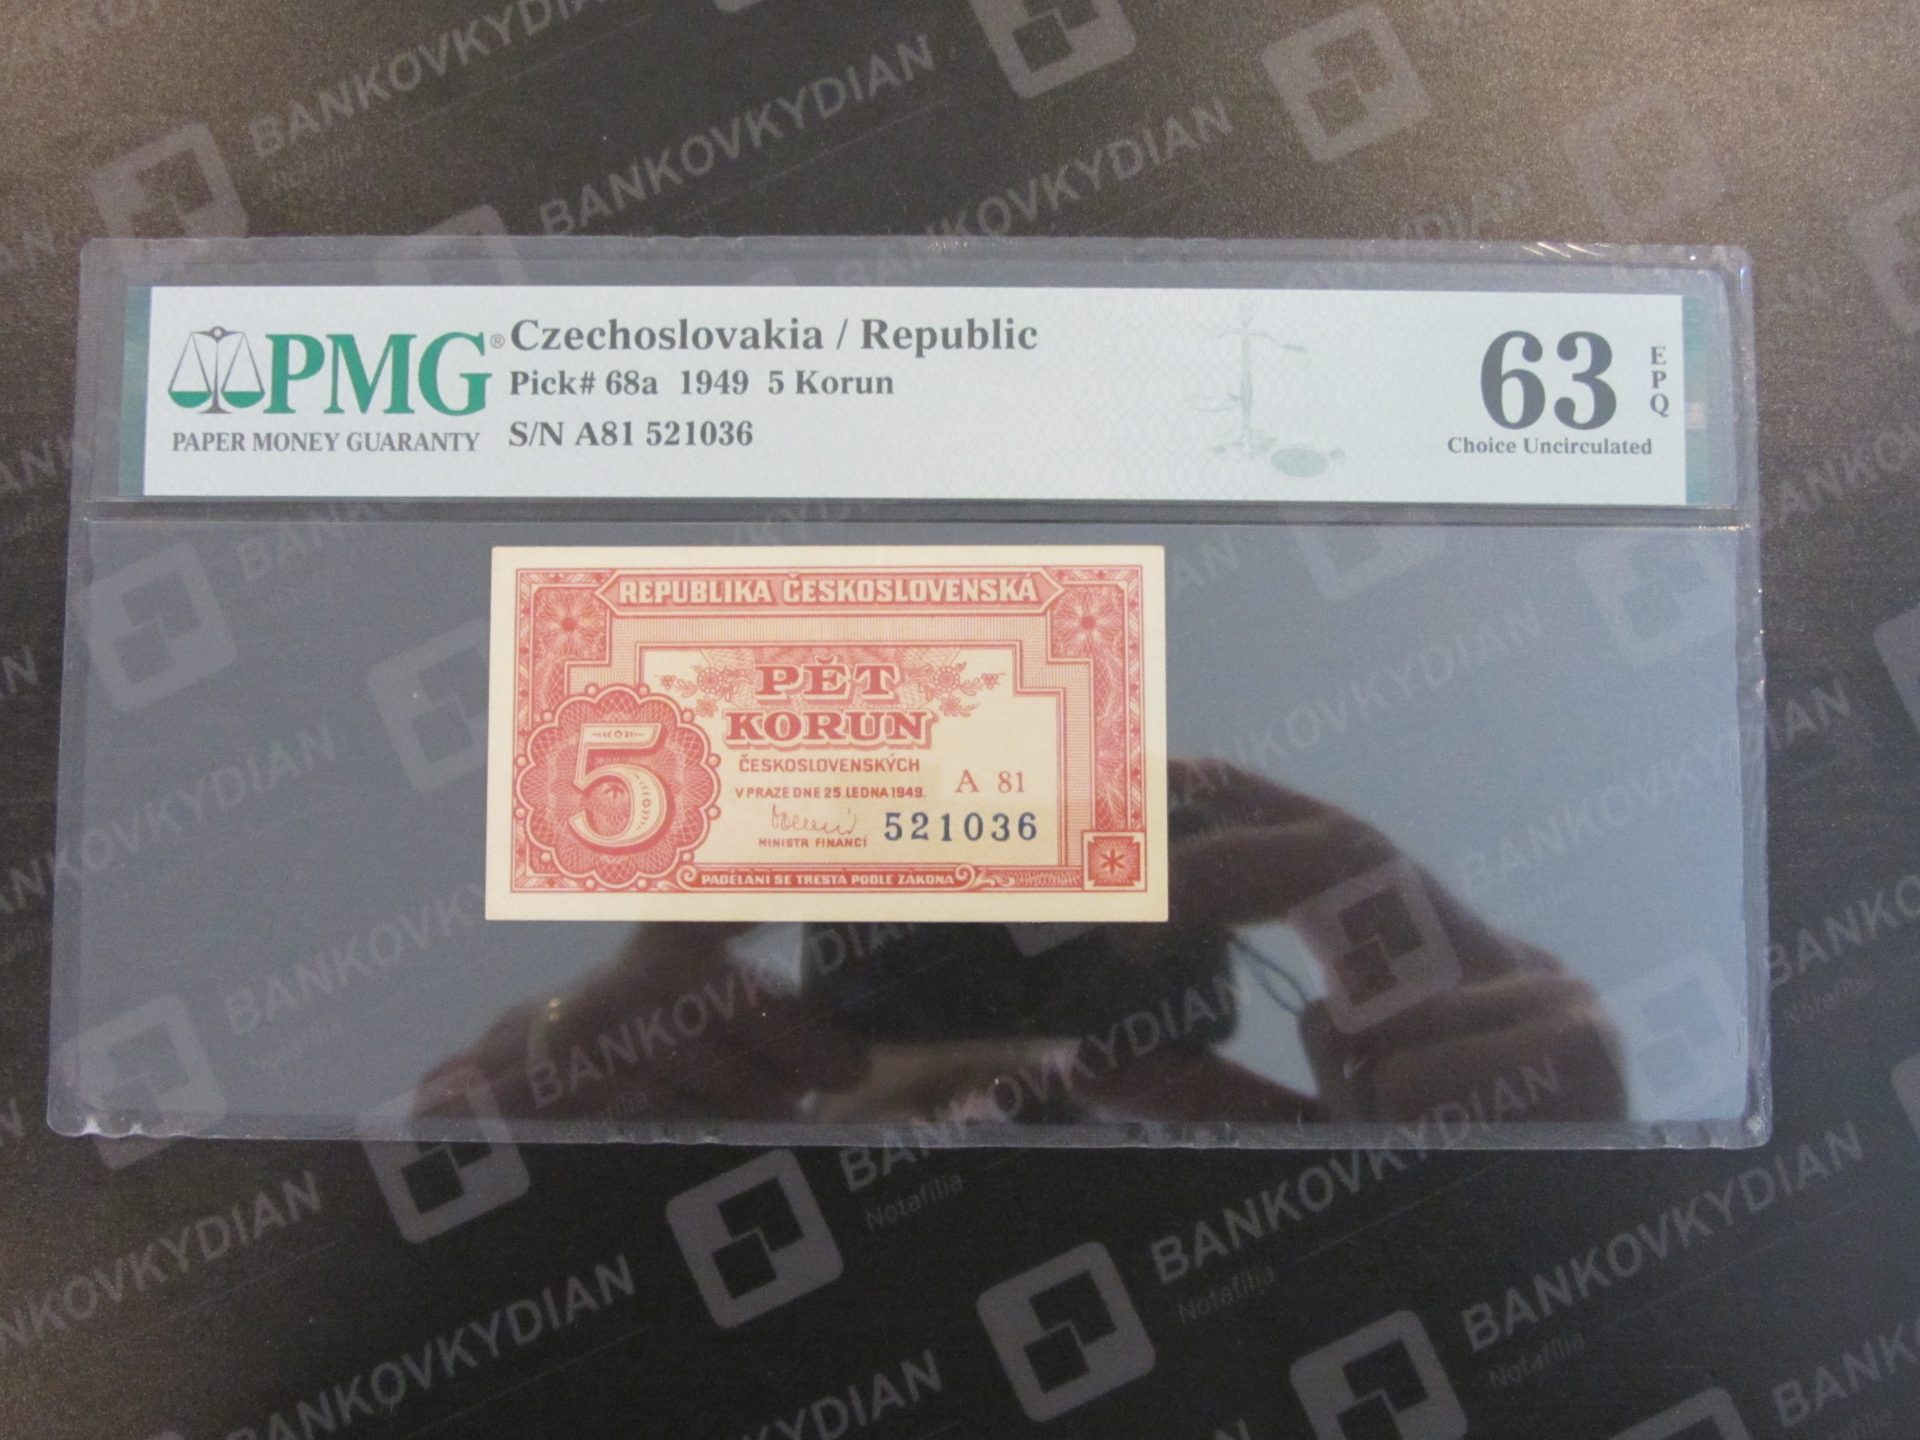 PMG®
PAPER MONEY GUARANTY
Czechoslovakia / Republic
Pick# 68a 1949 5 Korun
S/N A81 521036
63
EPQ
Choice Uncirculated
REPUBLIKA ČESKOSLOVENSKÁ
PĚT
KORUN
ČESKOSLOVENSKÝCH
V PRAZE DNE 25. LEDNA 1949.
A 81
521036
MINISTR FINANCÍ
5
PADĚLÁNÍ SE TRESTÁ PODLE ZÁKONA
BANKOVKYDIAN
Notafilia